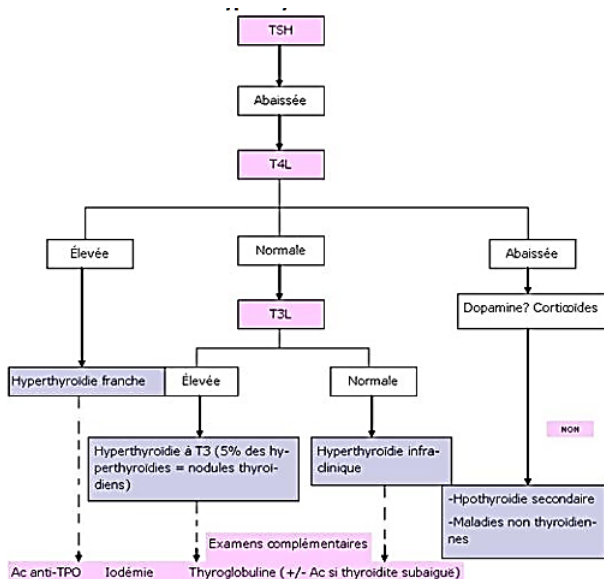 TSH
Abaissée
T4L
Élevée
Normale
Abaissée
Dopamine? Corticoïdes
T3L
Hyperthyroïdie franche
Élevée
Normale
NON
Hyperthyroïdie à T3 (5% des hy-
perthyroïdies = nodules thyroï-
diens)
Hyperthyroïdie infra-
clinique
-Hpothyroidie secondaire
-Maladies non thyroïdien-
nes
Examens complémentaires
Ac anti-TPO Iodémie Thyroglobuline (+/- Ac si thyroïdite subaiguë)